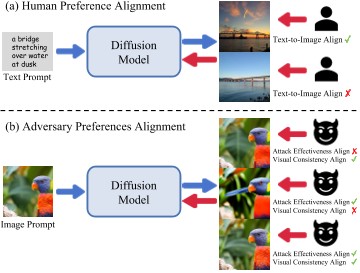 (a) Human Preference Alignment
a bridge
stretching
over water
at dusk
Text Prompt
Diffusion
Model
Text-to-Image Align ✓
Text-to-Image Align ✗
(b) Adversary Preferences Alignment
Image Prompt
Diffusion
Model
Attack Effectiveness Align ✗
Visual Consistency Align ✓
Attack Effectiveness Align ✓
Visual Consistency Align ✗
Attack Effectiveness Align ✓
Visual Consistency Align ✓